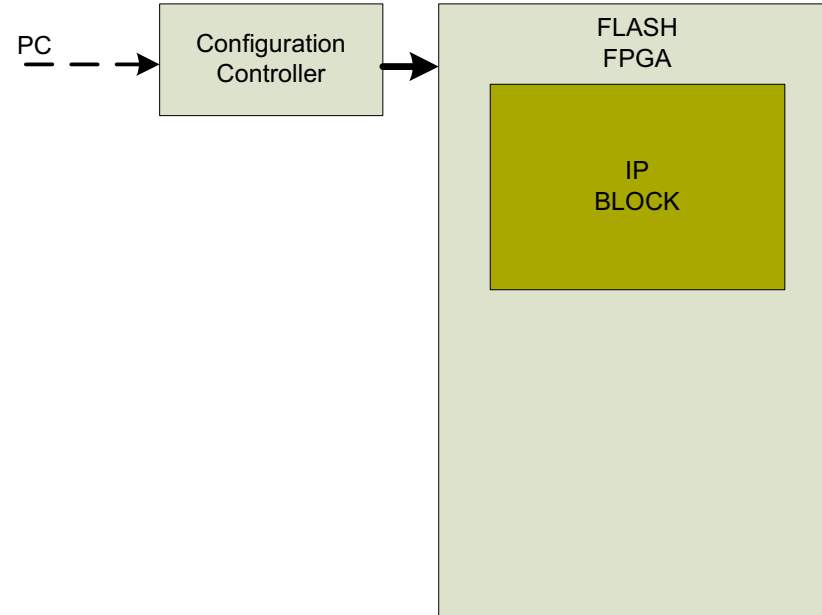 PC
Configuration
Controller
FLASH
FPGA
IP
BLOCK